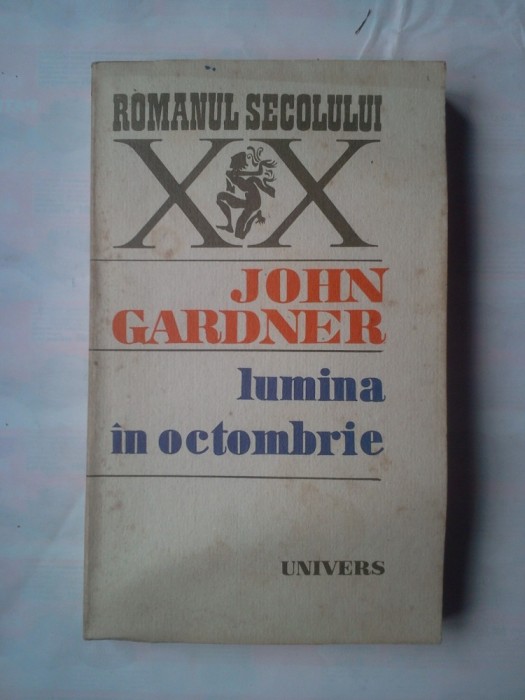 ROMANUL SECOLULUI
XX
JOHN
GARDNER
lumina
în octombrie
UNIVERS